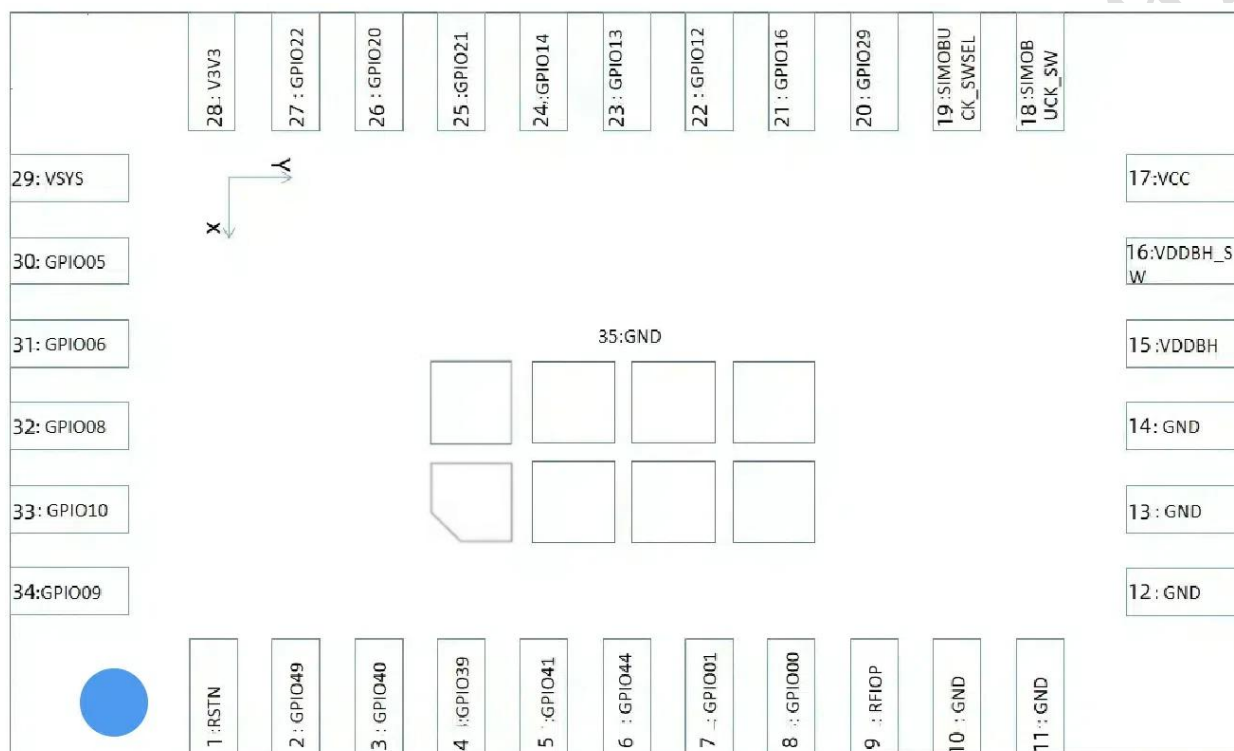 28: V3V3
27 : GPIO22
26 : GPIO20
25 :GPIO21
24.:GPIO14
23 : GPIO13
22 : GPIO12
21 : GPIO16
20 : GPIO29
19 :SIMOBU
CK_SWSEL
18 :SIMOB
UCK_SW
29: VSYS
Y
X
17:VCC
30: GPIO05
16:VDDBH_S
W
31: GPIO06
35:GND
15 :VDDBH
32: GPIO08
14: GND
33: GPIO10
13 : GND
34:GPIO09
12 : GND
1 :RSTN
2 : GPIO49
3 : GPIO40
4 :GPIO39
5 :GPIO41
6 : GPIO44
7 : GPIO01
8 : GPIO00
9 : RFIOP
10 : GND
11 : GND